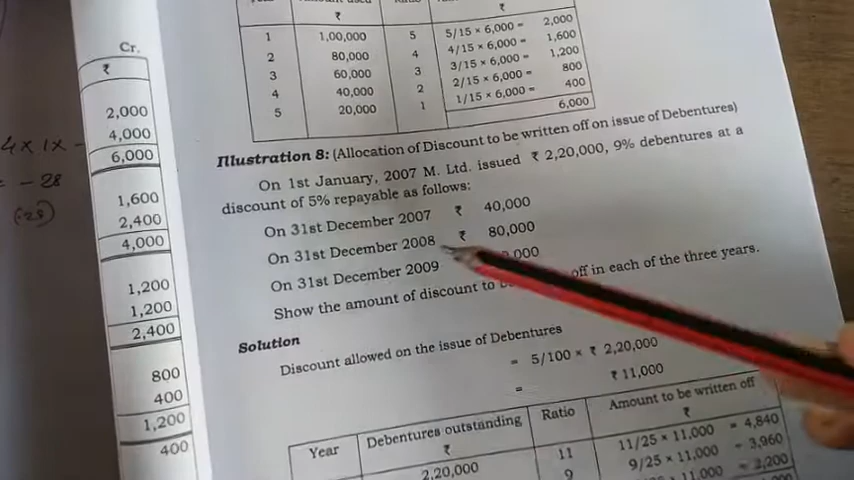 Cr.
₹
2,000
4,000
6,000
1,600
2,400
4,000
1,200
1,200
2,400
800
400
1,200
400
4 x 1 x -
= - 28
(-28)
₹ ₹
1 1,00,000 5 5/15 × 6,000 = 2,000
2 80,000 4 4/15 × 6,000 = 1,600
3 60,000 3 3/15 × 6,000 = 1,200
4 40,000 2 2/15 × 6,000 = 800
5 20,000 1 1/15 × 6,000 = 400
6,000
Illustration 8: (Allocation of Discount to be written off on issue of Debentures)
On 1st January, 2007 M. Ltd. issued ₹ 2,20,000, 9% debentures at a
discount of 5% repayable as follows:
On 31st December 2007 ₹ 40,000
On 31st December 2008 ₹ 80,000
On 31st December 2009
Show the amount of discount to off in each of the three years.
Solution
Discount allowed on the issue of Debentures
= 5/100 × ₹ 2,20,000
= ₹ 11,000
Year Debentures outstanding Ratio Amount to be written off
₹ ₹
2,20,000 11 11/25 × 11,000 = 4,840
9 9/25 × 11,000 = 3,960
× 11,000 = 2,200